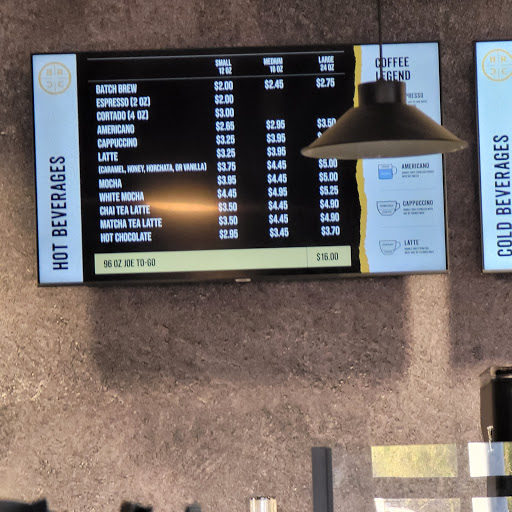 HOT BEVERAGES
SMALL MEDIUM LARGE
12 OZ 16 OZ 24 OZ
BATCH BREW $2.00 $2.45 $2.75
ESPRESSO (2 OZ) $2.00
CORTADO (4 OZ) $3.00
AMERICANO $2.65 $2.95 $3.50
CAPPUCCINO $3.25 $3.95
LATTE $3.25 $3.95
(CARAMEL, HONEY, HORCHATA, OR VANILLA) $3.75 $4.45 $5.00
MOCHA $3.95 $4.45 $5.00
WHITE MOCHA $4.45 $4.95 $5.25
CHAI TEA LATTE $3.50 $4.45 $4.90
MATCHA TEA LATTE $3.50 $4.45 $4.90
HOT CHOCOLATE $2.95 $3.45 $3.70
96 OZ JOE TO-GO $16.00
COFFEE
LEGEND
AMERICANO
CAPPUCCINO
LATTE
COLD BEVERAGES